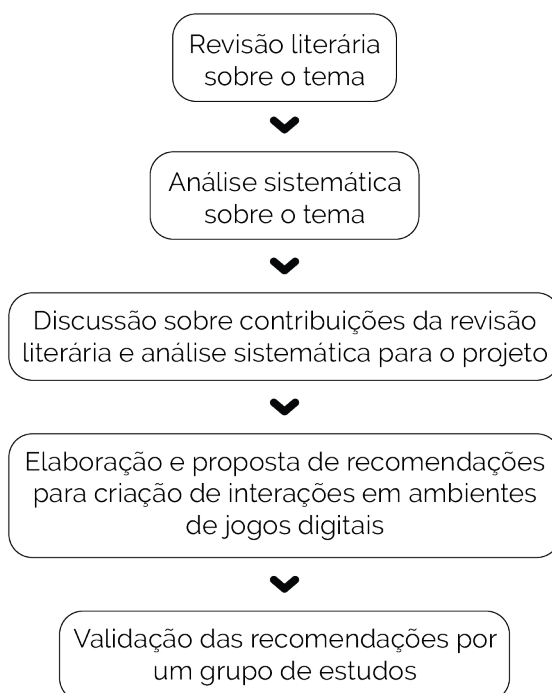 Revisão literária
sobre o tema
Análise sistemática
sobre o tema
Discussão sobre contribuições da revisão
literária e análise sistemática para o projeto
Elaboração e proposta de recomendações
para criação de interações em ambientes
de jogos digitais
Validação das recomendações por
um grupo de estudos